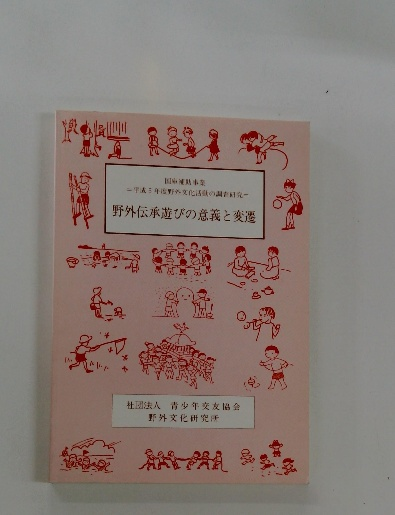 国庫補助事業
－平成5年度野外文化活動の調査研究－
野外伝承遊びの意義と変遷
社団法人 青少年交友協会
野外文化研究所